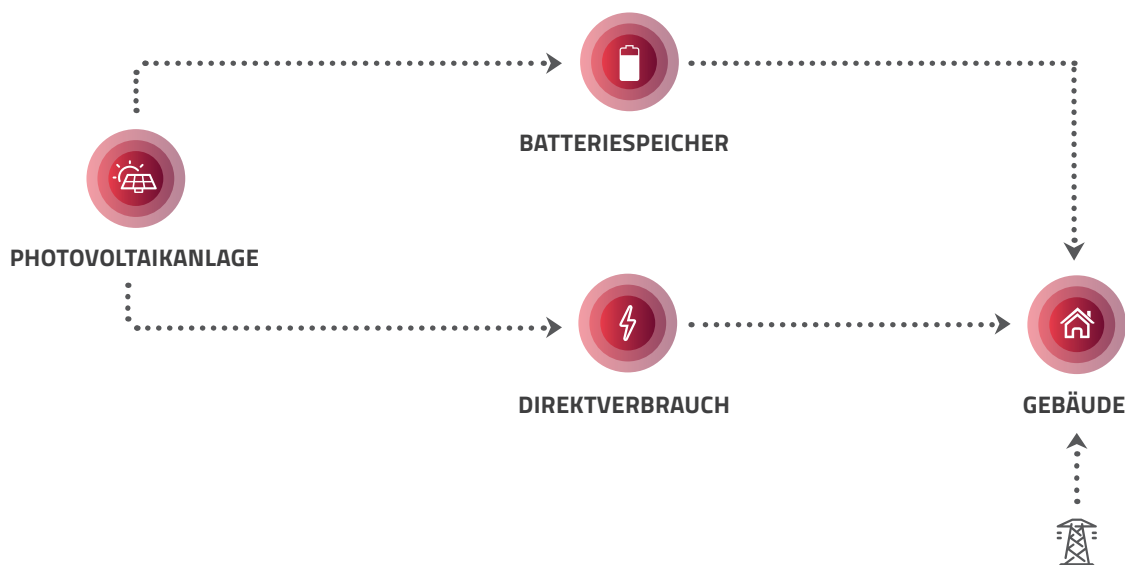 BATTERIESPEICHER
PHOTOVOLTAIKANLAGE
DIREKTVERBRAUCH
GEBÄUDE